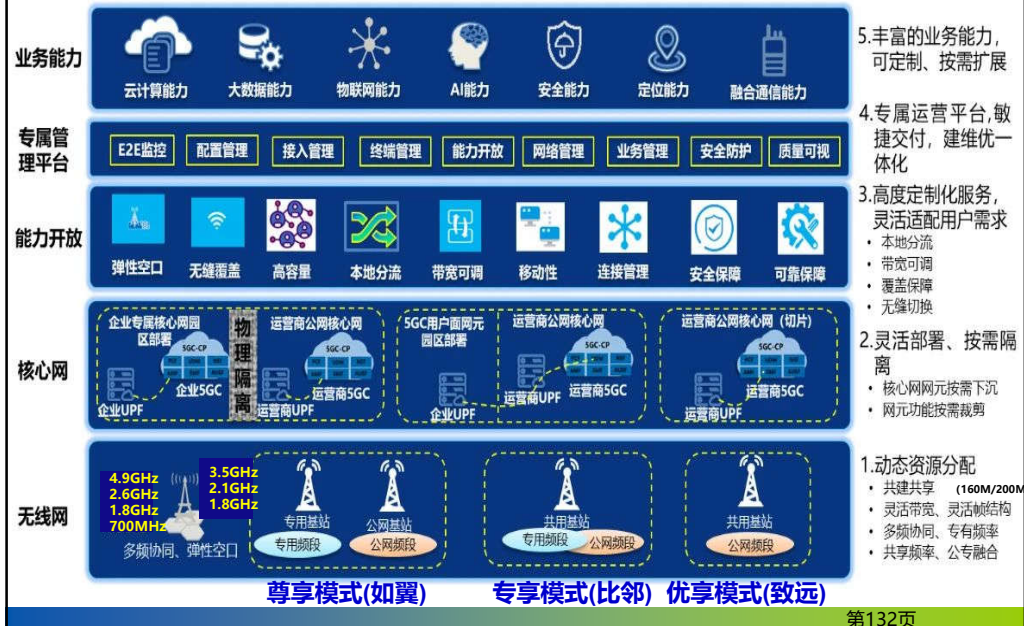 业务能力
云计算能力
大数据能力
物联网能力
AI能力
安全能力
定位能力
融合通信能力
5.丰富的业务能力，
可定制、按需扩展
专属管
理平台
E2E监控
配置管理
接入管理
终端管理
能力开放
网络管理
业务管理
安全防护
质量可视
4.专属运营平台,敏
捷交付，建维优一
体化
能力开放
弹性空口
无缝覆盖
高容量
本地分流
带宽可调
移动性
连接管理
安全保障
可靠保障
3.高度定制化服务，
灵活适配用户需求
• 本地分流
• 带宽可调
• 覆盖保障
• 无缝切换
核心网
企业专属核心网园
区部署
5GC-CP
企业5GC
企业UPF
物理隔离
运营商公网核心网
5GC-CP
运营商5GC
运营商UPF
5GC用户面网元
园区部署
企业UPF
运营商公网核心网
5GC-CP
运营商UPF
运营商5GC
运营商公网核心网（切片）
5GC-CP
运营商5GC
运营商UPF
2.灵活部署、按需隔
离
• 核心网网元按需下沉
• 网元功能按需裁剪
无线网
4.9GHz
2.6GHz
1.8GHz
700MHz
3.5GHz
2.1GHz
1.8GHz
多频协同、弹性空口
专用基站
公网基站
专用频段
公网频段
共用基站
专用频段
公网频段
共用基站
公网频段
1.动态资源分配
• 共建共享 (160M/200M
• 灵活带宽、灵活帧结构
• 多频协同、专有频率
• 共享频率、公专融合
尊享模式(如翼)
专享模式(比邻)
优享模式(致远)
第132页